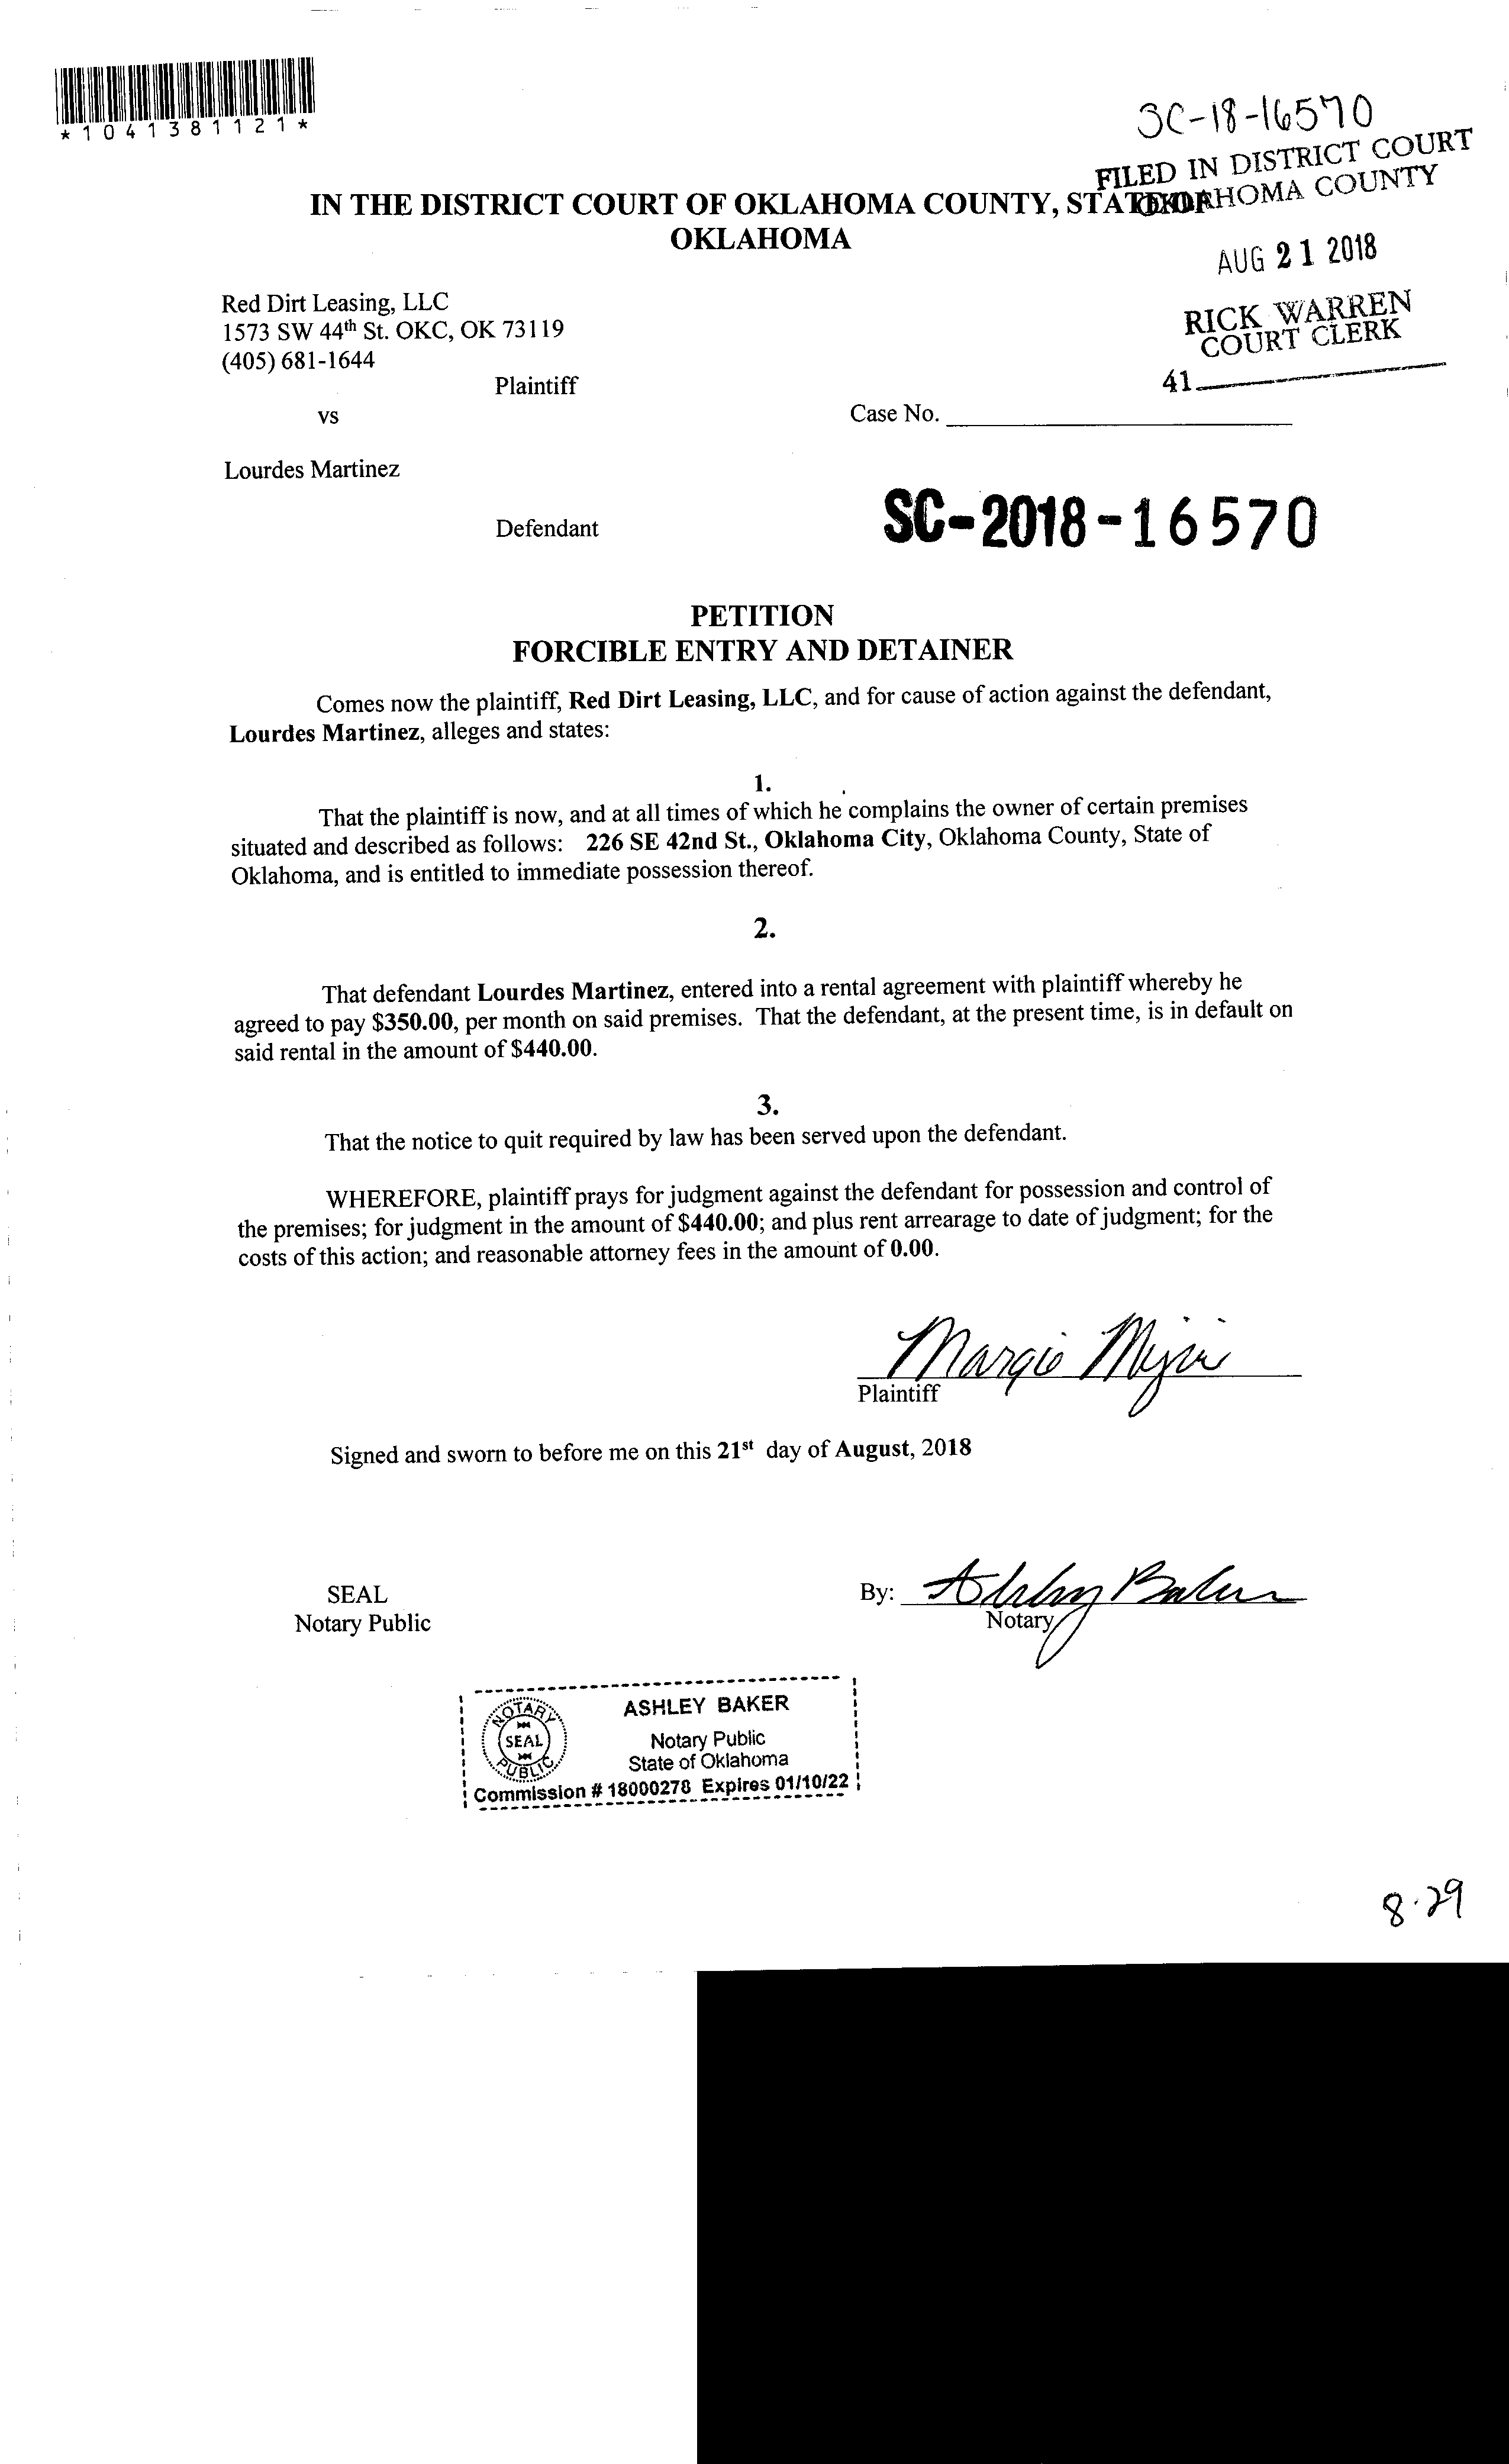 *1041381121*
SC-18-16570
FILED IN DISTRICT COURT
OKLAHOMA COUNTY
IN THE DISTRICT COURT OF OKLAHOMA COUNTY, STATE OF
OKLAHOMA
AUG 21 2018
RICK WARREN
COURT CLERK
41
Red Dirt Leasing, LLC
1573 SW 44th St. OKC, OK 73119
(405) 681-1644
Plaintiff
vs
Case No.
Lourdes Martinez
Defendant
SC-2018-16570
PETITION
FORCIBLE ENTRY AND DETAINER
Comes now the plaintiff, Red Dirt Leasing, LLC, and for cause of action against the defendant,
Lourdes Martinez, alleges and states:
1.
That the plaintiff is now, and at all times of which he complains the owner of certain premises
situated and described as follows: 226 SE 42nd St., Oklahoma City, Oklahoma County, State of
Oklahoma, and is entitled to immediate possession thereof.
2.
That defendant Lourdes Martinez, entered into a rental agreement with plaintiff whereby he
agreed to pay $350.00, per month on said premises. That the defendant, at the present time, is in default on
said rental in the amount of $440.00.
3.
That the notice to quit required by law has been served upon the defendant.
WHEREFORE, plaintiff prays for judgment against the defendant for possession and control of
the premises; for judgment in the amount of $440.00; and plus rent arrearage to date of judgment; for the
costs of this action; and reasonable attorney fees in the amount of 0.00.
Margie
Plaintiff
Signed and sworn to before me on this 21st day of August, 2018
SEAL
Notary Public
By: Ashley Baker
Notary
NOTARY
SEAL
PUBLIC
ASHLEY BAKER
Notary Public
State of Oklahoma
Commission # 18000278 Expires 01/10/22
8.29